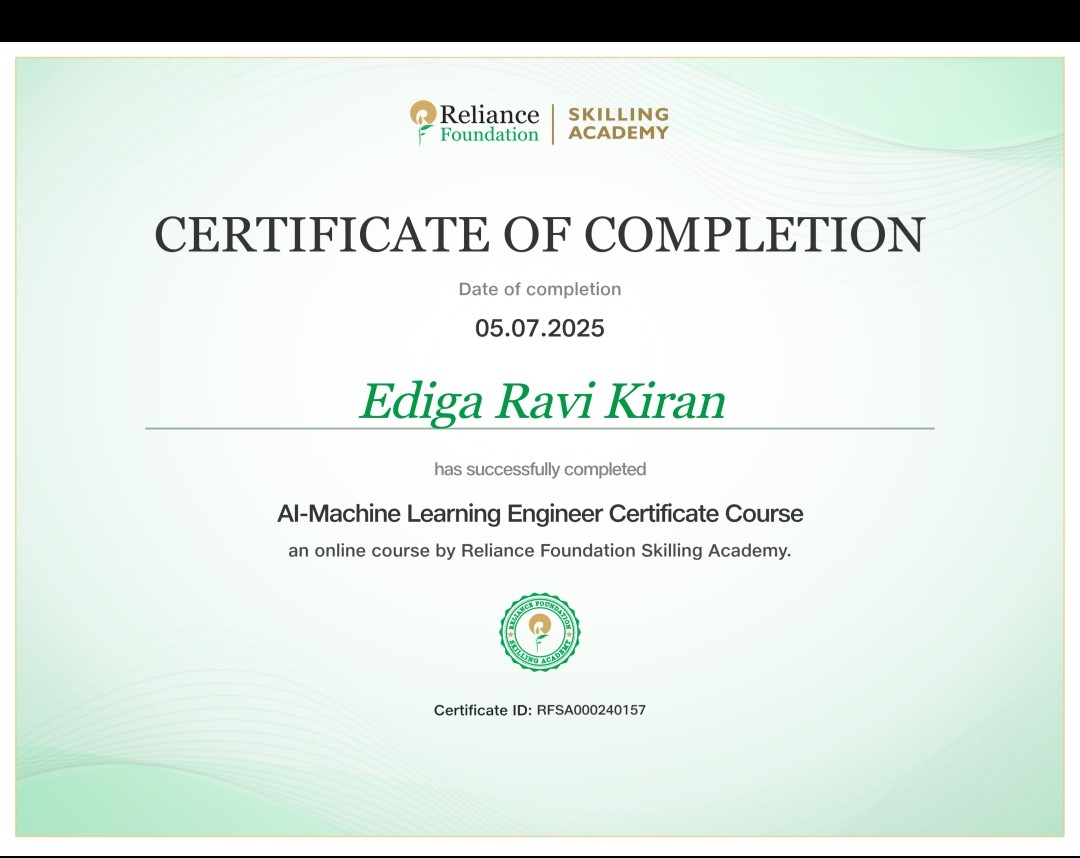 Reliance
Foundation
SKILLING
ACADEMY
CERTIFICATE OF COMPLETION
Date of completion
05.07.2025
Ediga Ravi Kiran
has successfully completed
AI-Machine Learning Engineer Certificate Course
an online course by Reliance Foundation Skilling Academy.
RELIANCE FOUNDATION
SKILLING ACADEMY
Certificate ID: RFSA000240157